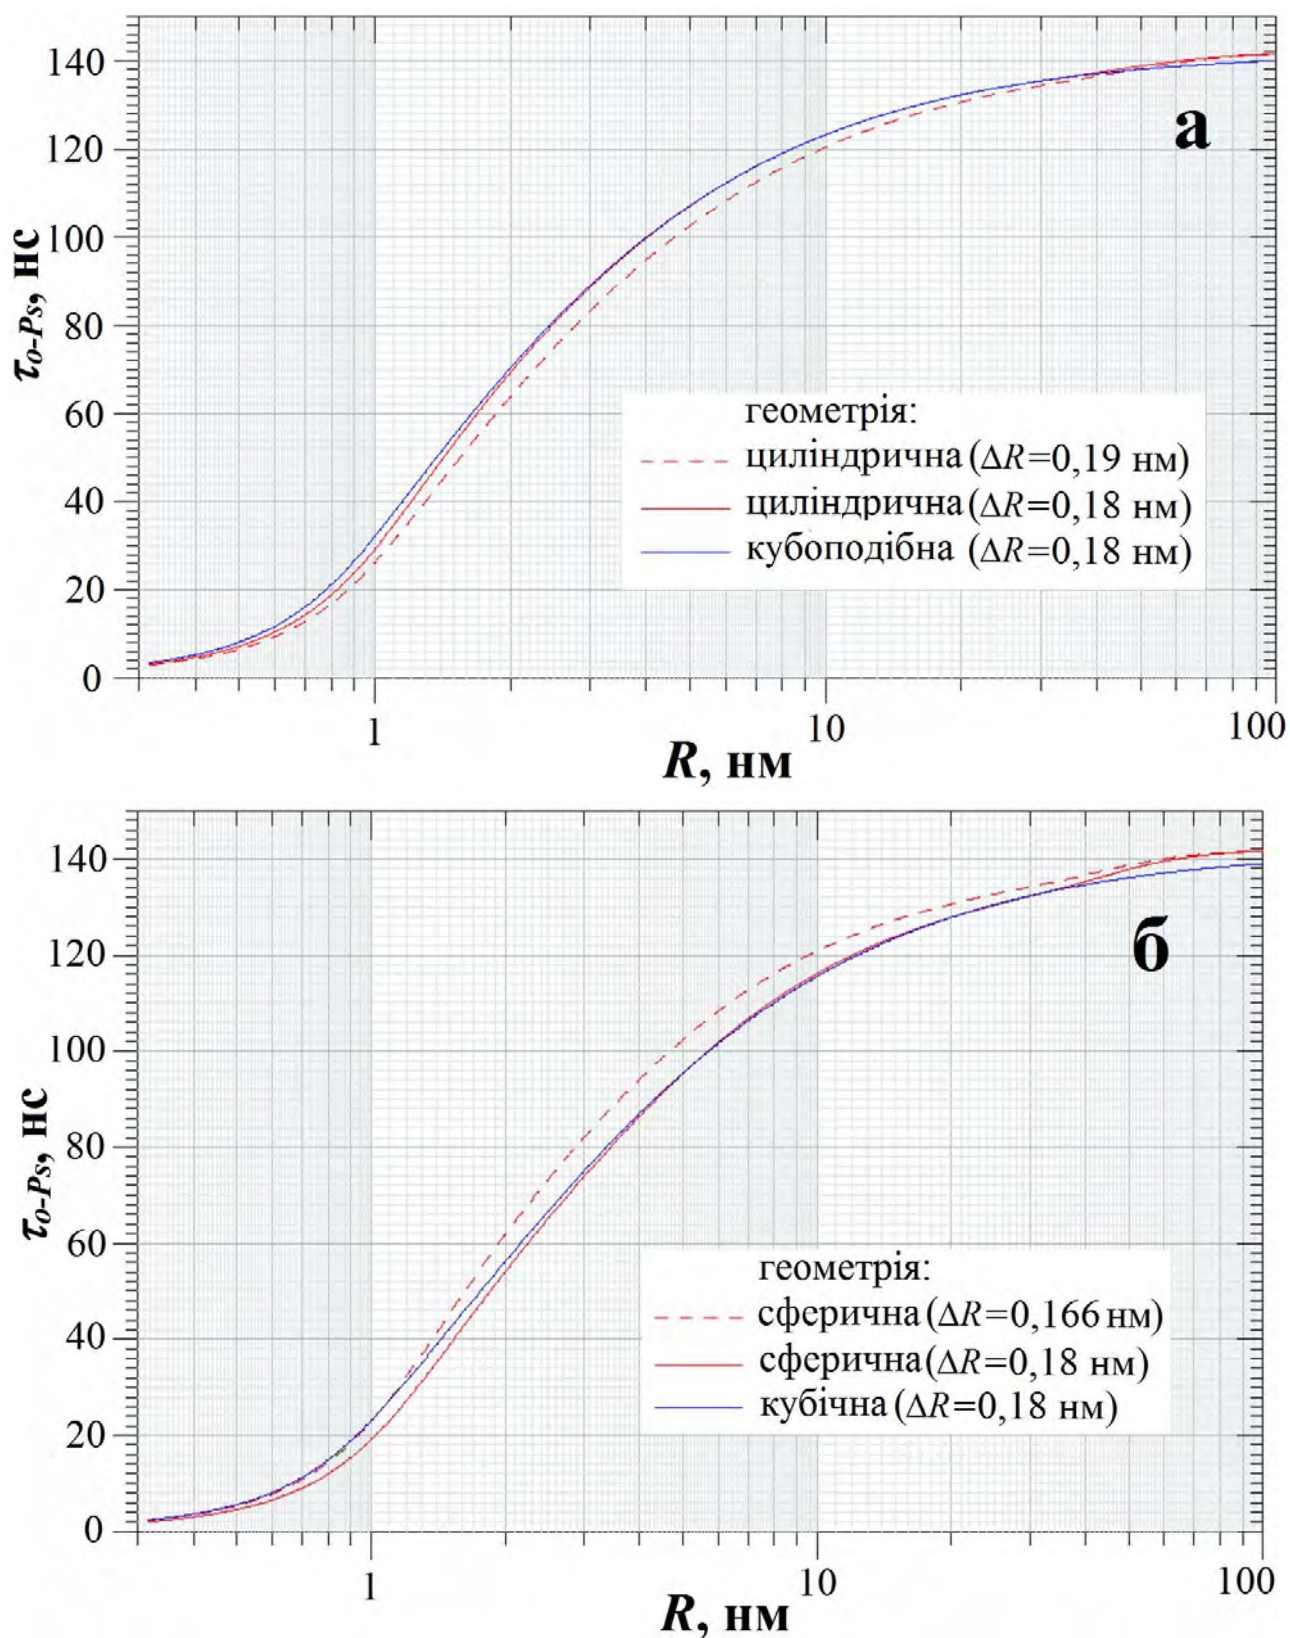 140
120
100
80
60
40
20
0
τo-Ps, нс
а
геометрія:
циліндрична (ΔR=0,19 нм)
циліндрична (ΔR=0,18 нм)
кубоподібна (ΔR=0,18 нм)
1 10 100
R, нм
140
120
100
80
60
40
20
0
τo-Ps, нс
б
геометрія:
сферична (ΔR=0,166 нм)
сферична (ΔR=0,18 нм)
кубічна (ΔR=0,18 нм)
1 10 100
R, нм